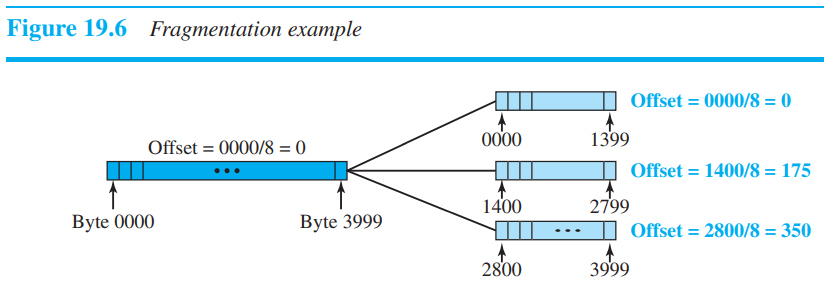 Figure 19.6 Fragmentation example
Offset = 0000/8 = 0
0000 1399
Offset = 0000/8 = 0
Offset = 1400/8 = 175
Byte 0000 Byte 3999
1400 2799
Offset = 2800/8 = 350
2800 3999